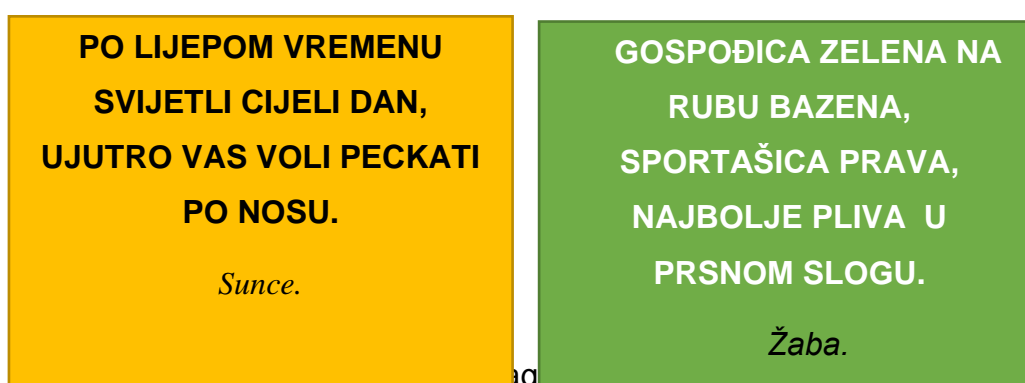 PO LIJEPOM VREMENU
SVIJETLI CIJELI DAN,
UJUTRO VAS VOLI PECKATI
PO NOSU.
Sunce.
GOSPOĐICA ZELENA NA
RUBU BAZENA,
SPORTAŠICA PRAVA,
NAJBOLJE PLIVA U
PRSNOM SLOGU.
Žaba.